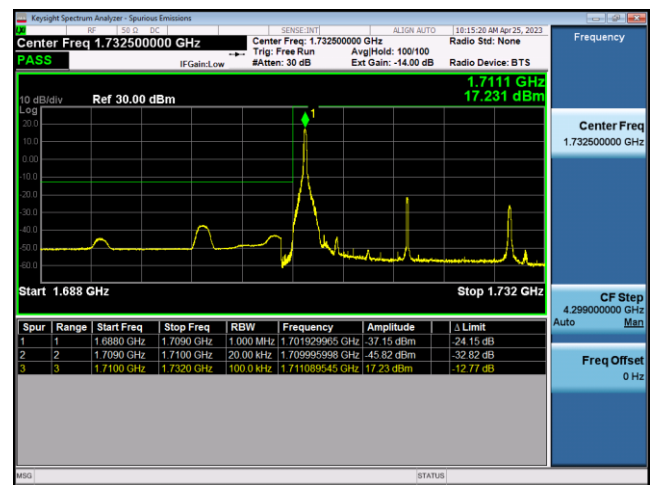 Keysight Spectrum Analyzer - Spurious Emissions
RF 50 Ω DC SENSE:INT ALIGN AUTO 10:15:20 AM Apr 25, 2023
Center Freq 1.732500000 GHz
Center Freq: 1.732500000 GHz Radio Std: None
Trig: Free Run Avg|Hold: 100/100
PASS IFGain:Low #Atten: 30 dB Ext Gain: -14.00 dB Radio Device: BTS
1.7111 GHz
17.231 dBm
10 dB/div Ref 30.00 dBm
Log
20.0
10.0
0.00
-10.0
-20.0
-30.0
-40.0
-50.0
-60.0
1
Start 1.688 GHz Stop 1.732 GHz
Spur Range Start Freq Stop Freq RBW Frequency Amplitude Δ Limit
1 1 1.6880 GHz 1.7090 GHz 1.000 MHz 1.701929965 GHz -37.15 dBm -24.15 dB
2 2 1.7090 GHz 1.7100 GHz 20.00 kHz 1.709995998 GHz -45.82 dBm -32.82 dB
3 3 1.7100 GHz 1.7320 GHz 100.0 kHz 1.711089545 GHz 17.23 dBm -12.77 dB
MSG STATUS
Frequency
Center Freq
1.732500000 GHz
CF Step
4.299000000 GHz
Auto Man
Freq Offset
0 Hz